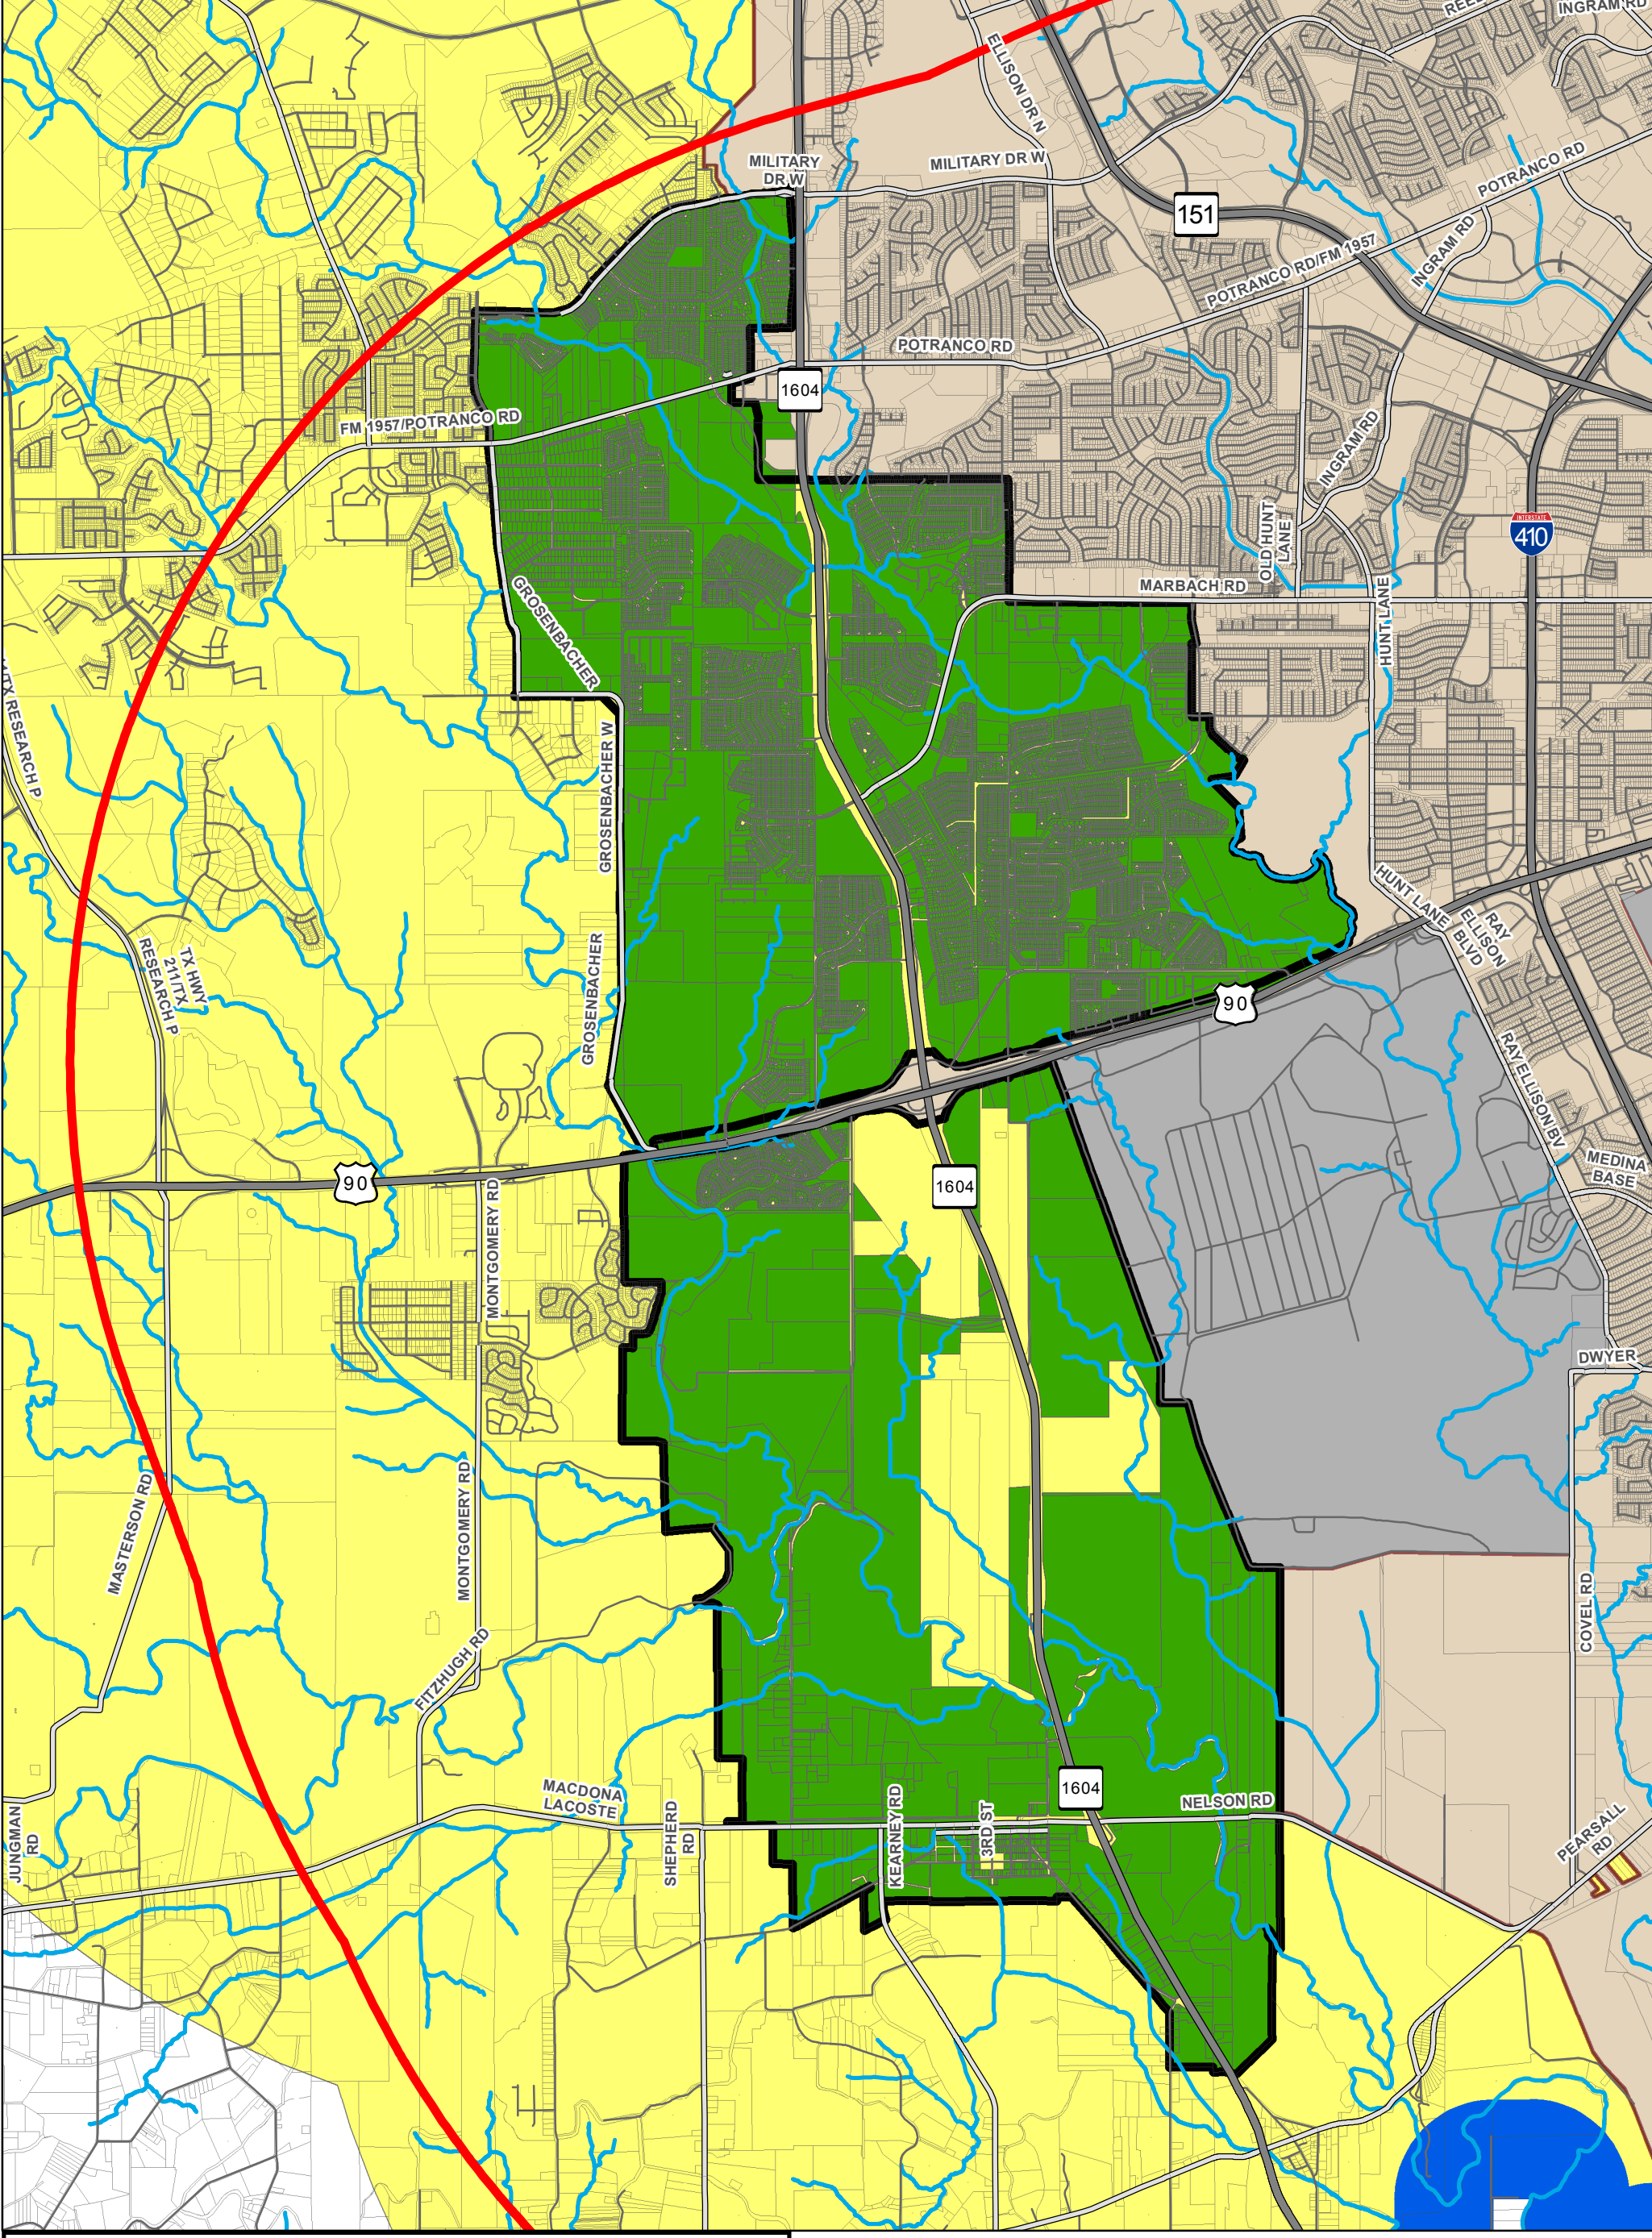 REED
INGRAM RD
ELLISON DR N
MILITARY
DR W
MILITARY DR W
POTRANCO RD
151
INGRAM RD
POTRANCO RD/FM 1957
POTRANCO RD
1604
FM 1957/POTRANCO RD
INGRAM RD
OLD HUNT
LANE
INTERSTATE
410
MARBACH RD
GROSENBACHER
HUNT LANE
TX RESEARCH P
GROSENBACHER W
HUNT LANE
RAY
ELLISON
BLVD
GROSENBACHER
TX HWY
211/TX
RESEARCH P
90
RAY ELLISON BV
90
1604
MEDINA
BASE
MONTGOMERY RD
DWYER
MASTERSON RD
MONTGOMERY RD
COVEL RD
FITZHUGH RD
MACDONA
LACOSTE
1604
NELSON RD
JUNGMAN
RD
SHEPHERD
RD
KEARNEY RD
3RD ST
PEARSALL
RD